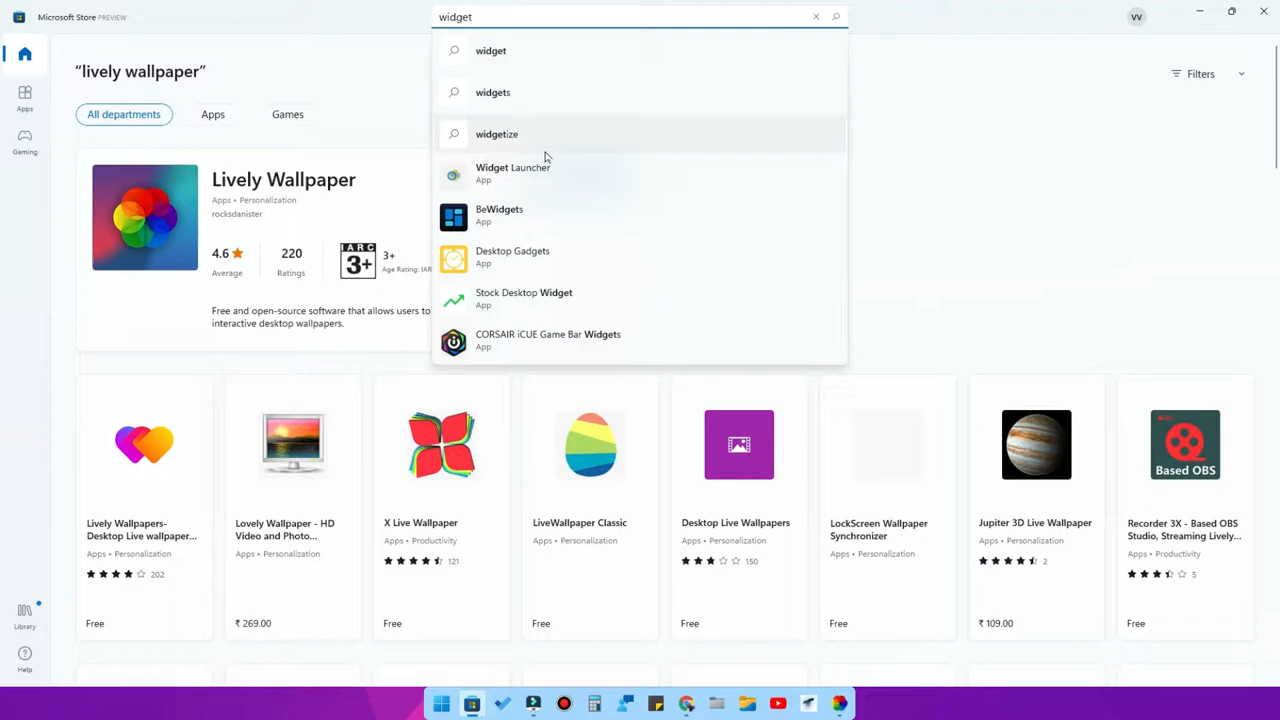 Microsoft Store PREVIEW
widget
VV
widget
widgets
widgetize
Widget Launcher
App
BeWidgets
App
Desktop Gadgets
App
Stock Desktop Widget
App
CORSAIR iCUE Game Bar Widgets
App
Apps
Gaming
Library
Help
“lively wallpaper”
Filters
All departments
Apps
Games
Lively Wallpaper
Apps • Personalization
rocksdanister
4.6
Average
220
Ratings
IARC
3+
3+
Age Rating: IAR
Free and open-source software that allows users to
interactive desktop wallpapers.
Lively Wallpapers-
Desktop Live wallpaper...
Apps • Personalization
202
Free
Lovely Wallpaper - HD
Video and Photo...
Apps • Personalization
₹ 269.00
X Live Wallpaper
Apps • Productivity
121
Free
LiveWallpaper Classic
Apps • Personalization
Free
Desktop Live Wallpapers
Apps • Personalization
150
Free
LockScreen Wallpaper
Synchronizer
Apps • Personalization
Free
Jupiter 3D Live Wallpaper
Apps • Personalization
2
₹ 109.00
Based OBS
Recorder 3X - Based OBS
Studio, Streaming Lively...
Apps • Productivity
5
Free